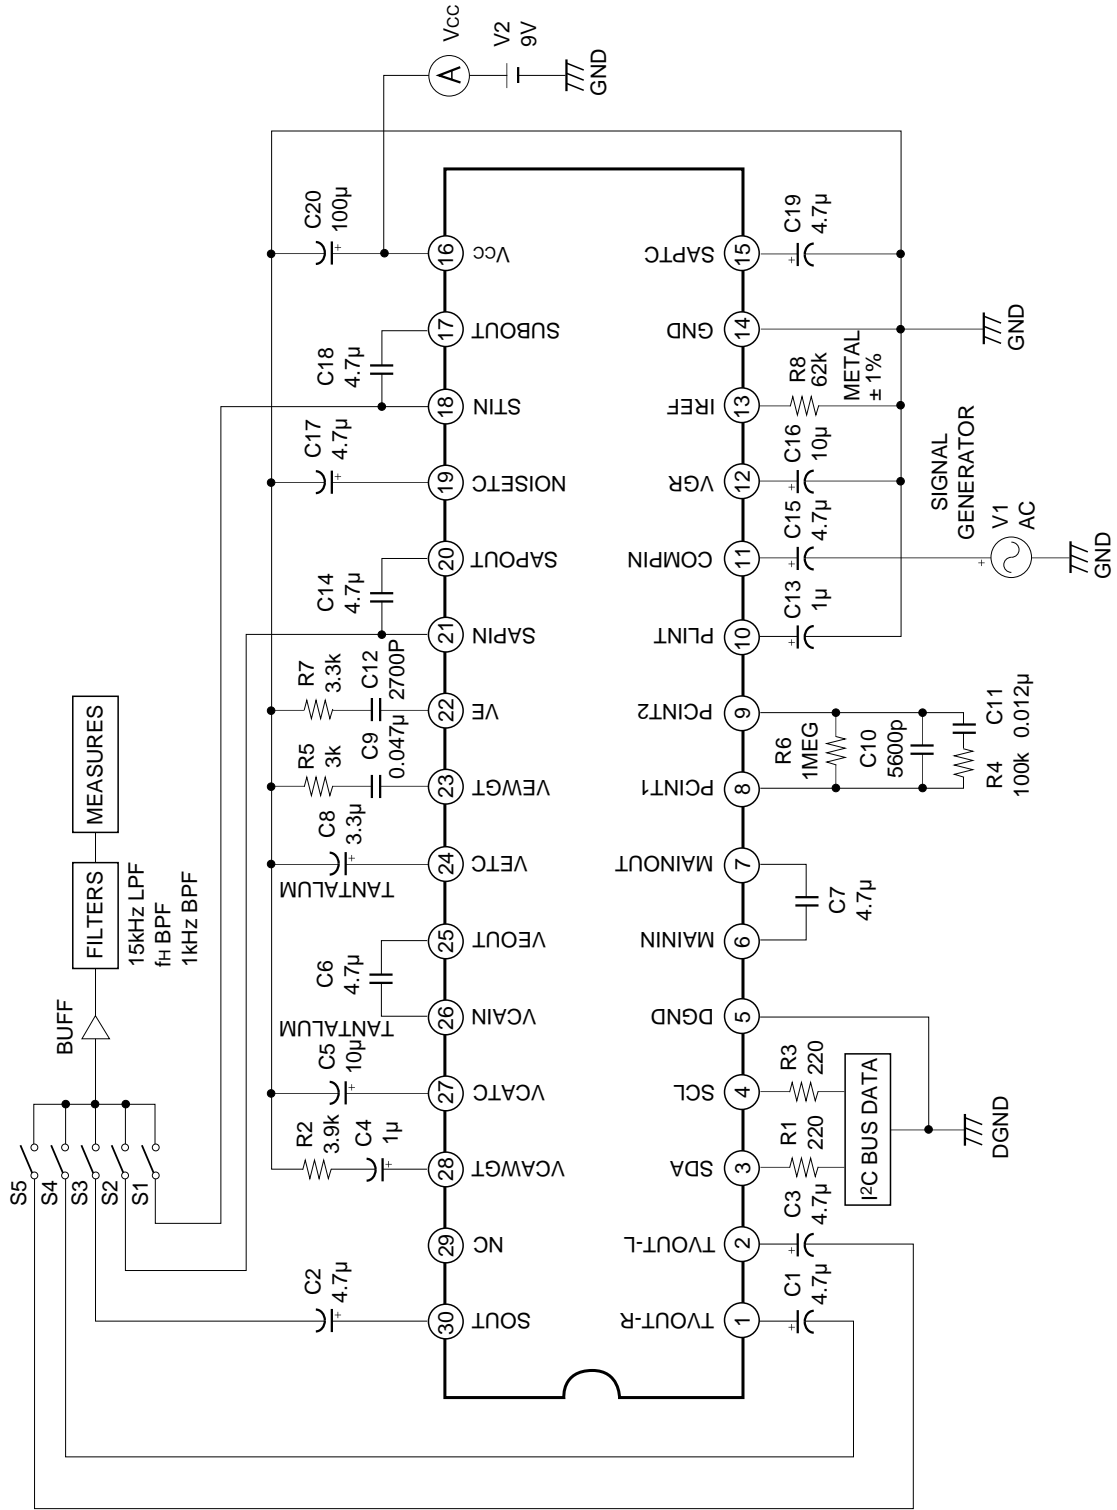 MEASURES
FILTERS
15kHz LPF
fH BPF
1kHz BPF
BUFF
S5
S4
S3
S2
S1
A
VCC
V2
9V
GND
C2
4.7μ
R2
3.9k
C4
1μ
C5
10μ
TANTALUM
C6
4.7μ
C8
3.3μ
TANTALUM
R5
3k
C9
0.047μ
R7
3.3k
C12
2700P
C14
4.7μ
C17
4.7μ
C18
4.7μ
C20
100μ
30
29
28
27
26
25
24
23
22
21
20
19
18
17
16
SOUT
NC
VCAWGT
VCATC
VCAIN
VEOUT
VETC
VEWGT
VE
SAPIN
SAPOUT
NOISETC
STIN
SUBOUT
VCC
TVOUT-R
TVOUT-L
SDA
SCL
DGND
MAININ
MAINOUT
PCINT1
PCINT2
PLINT
COMPIN
VGR
IREF
GND
SAPTC
1
2
3
4
5
6
7
8
9
10
11
12
13
14
15
C1
4.7μ
C3
4.7μ
R1
220
R3
220
I²C BUS DATA
DGND
C7
4.7μ
R6
1MEG
C10
5600p
R4
100k
C11
0.012μ
C13
1μ
C15
4.7μ
C16
10μ
R8
62k
METAL
± 1%
C19
4.7μ
SIGNAL
GENERATOR
V1
AC
GND
GND